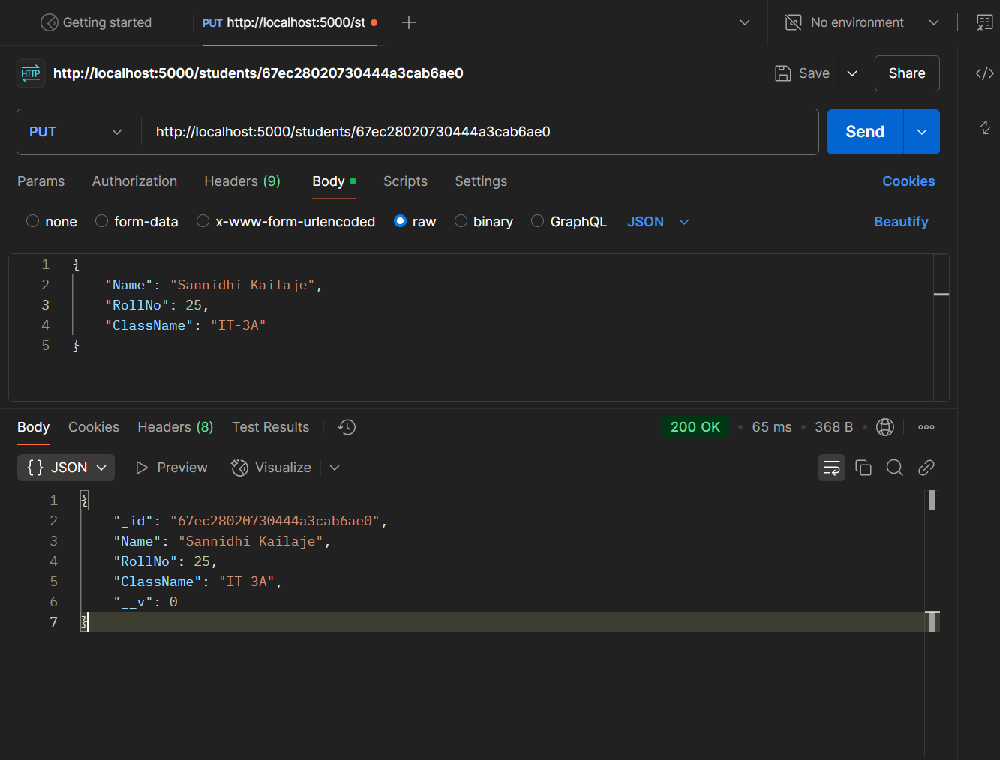 Getting started
PUT http://localhost:5000/st
No environment
HTTP http://localhost:5000/students/67ec28020730444a3cab6ae0
Save
Share
PUT
http://localhost:5000/students/67ec28020730444a3cab6ae0
Send
Params Authorization Headers (9) Body Scripts Settings Cookies
none form-data x-www-form-urlencoded raw binary GraphQL JSON Beautify
1 {
2 "Name": "Sannidhi Kailaje",
3 "RollNo": 25,
4 "ClassName": "IT-3A"
5 }
Body Cookies Headers (8) Test Results 200 OK 65 ms 368 B
{} JSON Preview Visualize
1 {
2 "_id": "67ec28020730444a3cab6ae0",
3 "Name": "Sannidhi Kailaje",
4 "RollNo": 25,
5 "ClassName": "IT-3A",
6 "__v": 0
7 }